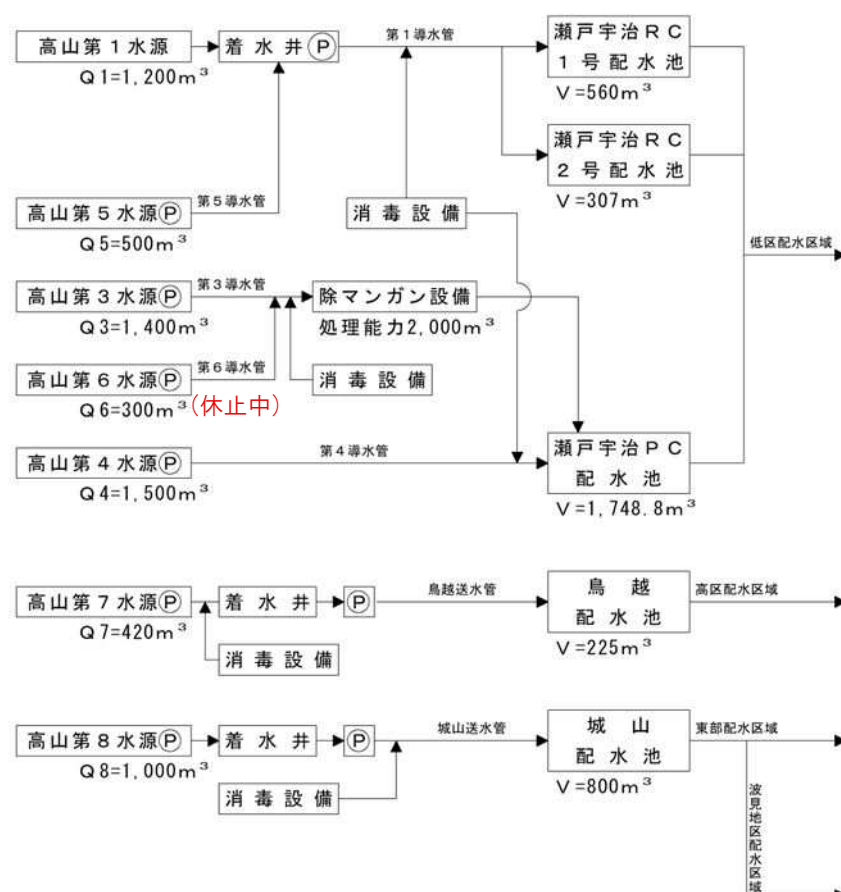 高山第1水源
Q1=1,200m³
着水井Ⓟ
第1導水管
瀬戸宇治RC
1号配水池
V=560m³
瀬戸宇治RC
2号配水池
V=307m³
高山第5水源Ⓟ
Q5=500m³
第5導水管
消毒設備
低区配水区域
高山第3水源Ⓟ
Q3=1,400m³
第3導水管
除マンガン設備
処理能力2,000m³
高山第6水源Ⓟ
Q6=300m³(休止中)
第6導水管
消毒設備
高山第4水源Ⓟ
Q4=1,500m³
第4導水管
瀬戸宇治PC
配水池
V=1,748.8m³
高山第7水源Ⓟ
Q7=420m³
着水井
Ⓟ
消毒設備
鳥越送水管
鳥越
配水池
V=225m³
高区配水区域
高山第8水源Ⓟ
Q8=1,000m³
着水井
Ⓟ
消毒設備
城山送水管
城山
配水池
V=800m³
東部配水区域
波見地区配水区域